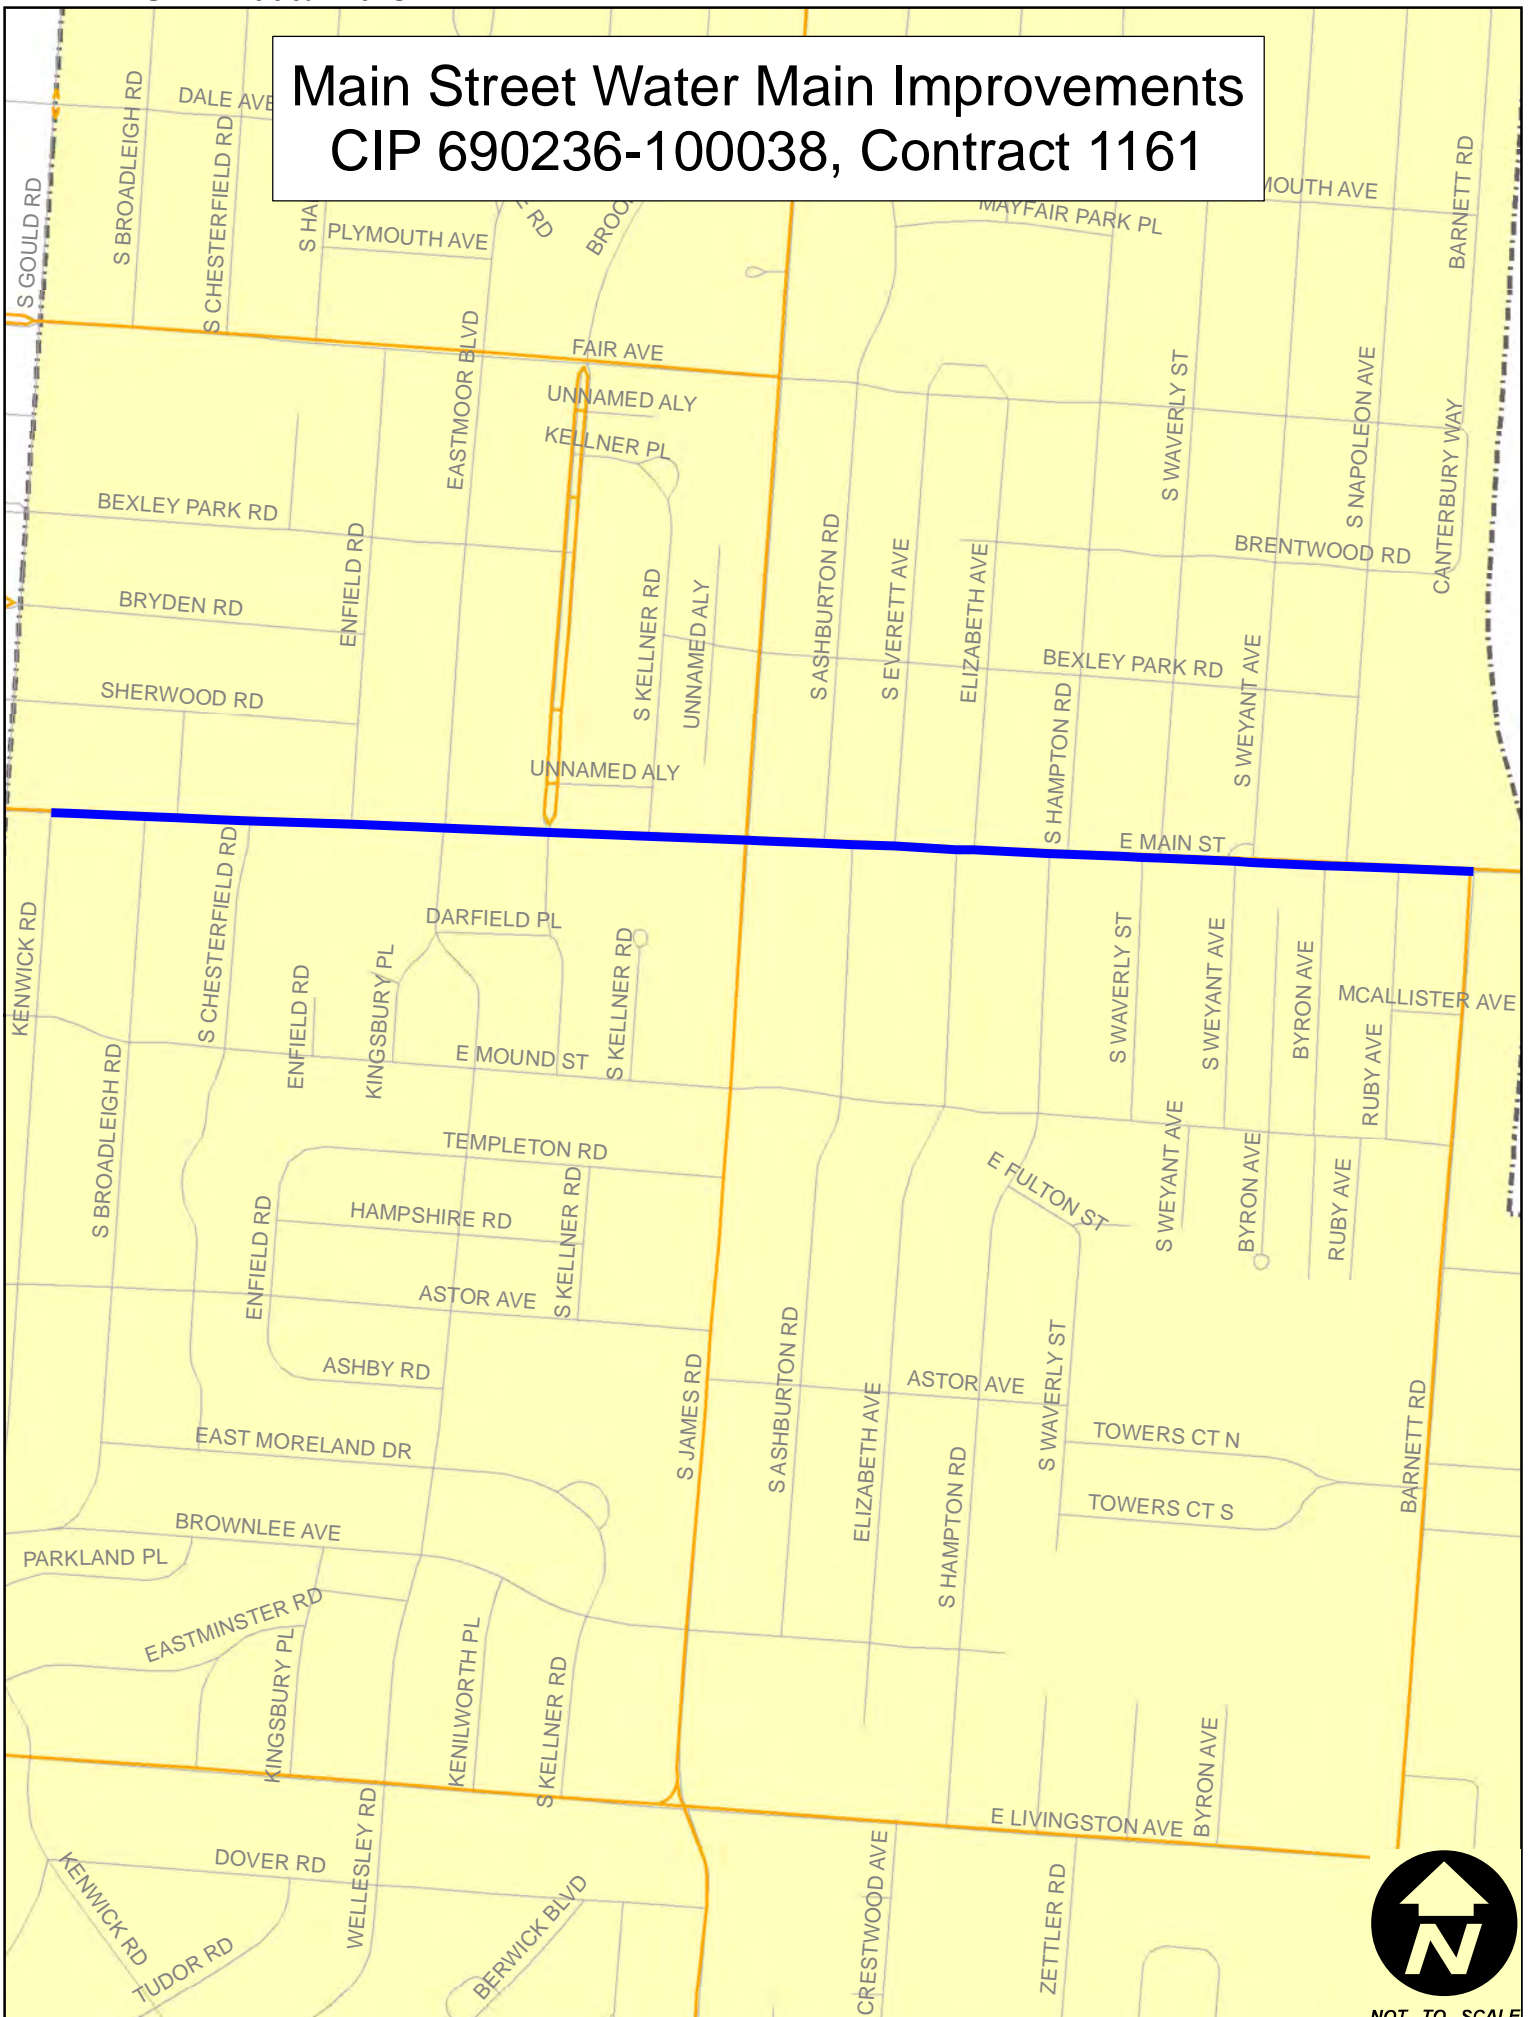 Main Street Water Main Improvements
CIP 690236-100038, Contract 1161
DALE AVE
S BROADLEIGH RD
S CHESTERFIELD RD
S GOULD RD
S HA
PLYMOUTH AVE
E RD
BROO
MAYFAIR PARK PL
MOUTH AVE
BARNETT RD
FAIR AVE
EASTMOOR BLVD
UNNAMED ALY
KELLNER PL
S WAVERLY ST
S NAPOLEON AVE
CANTERBURY WAY
BEXLEY PARK RD
ENFIELD RD
BRENTWOOD RD
BRYDEN RD
S KELLNER RD
UNNAMED ALY
S ASHBURTON RD
S EVERETT AVE
ELIZABETH AVE
BEXLEY PARK RD
SHERWOOD RD
S HAMPTON RD
S WEYANT AVE
UNNAMED ALY
E MAIN ST
KENWICK RD
S CHESTERFIELD RD
DARFIELD PL
ENFIELD RD
KINGSBURY PL
S KELLNER RD
S WAVERLY ST
S WEYANT AVE
BYRON AVE
MCALLISTER AVE
RUBY AVE
E MOUND ST
S BROADLEIGH RD
TEMPLETON RD
E FULTON ST
S WEYANT AVE
BYRON AVE
RUBY AVE
HAMPSHIRE RD
ENFIELD RD
S KELLNER RD
ASTOR AVE
ASHBY RD
S JAMES RD
S ASHBURTON RD
ELIZABETH AVE
ASTOR AVE
S WAVERLY ST
TOWERS CT N
BARNETT RD
EAST MORELAND DR
S HAMPTON RD
TOWERS CT S
BROWNLEE AVE
PARKLAND PL
EASTMINSTER RD
KINGSBURY PL
KENILWORTH PL
S KELLNER RD
BYRON AVE
E LIVINGSTON AVE
WELLESLEY RD
DOVER RD
KENWICK RD
TUDOR RD
BERWICK BLVD
CRESTWOOD AVE
ZETTLER RD
N
NOT TO SCALE